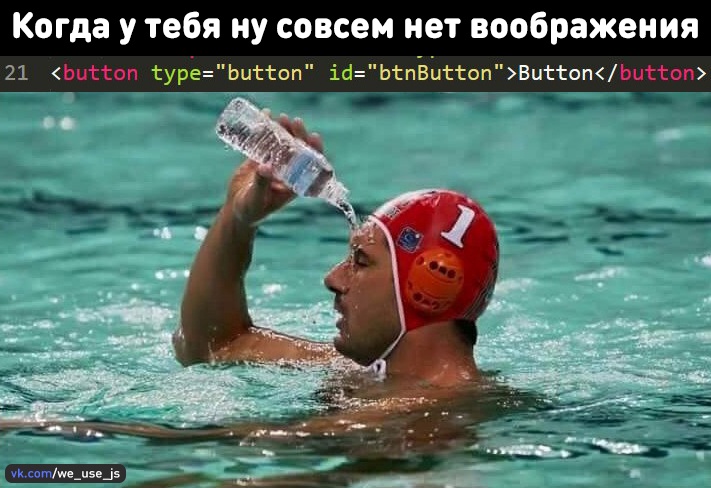 Когда у тебя ну совсем нет воображения
21 <button type="button" id="btnButton">Button</button>
1
vk.com/we_use_js